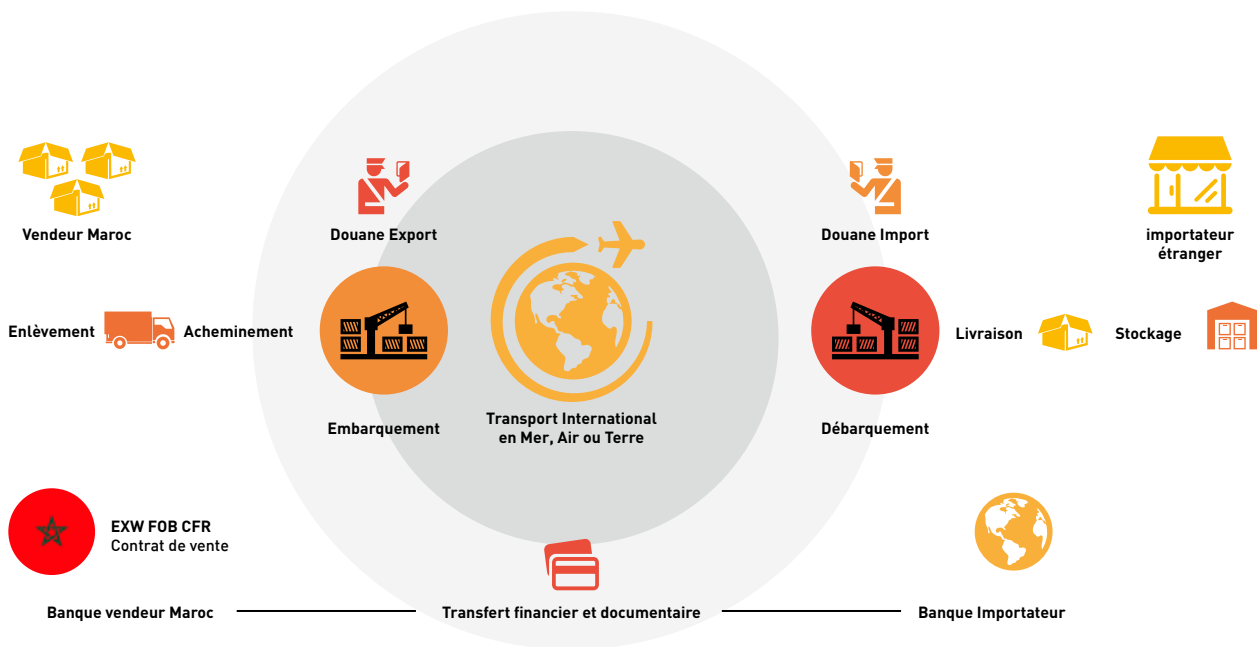 Vendeur Maroc
Douane Export
Douane Import
importateur
étranger
Enlèvement
Acheminement
Livraison
Stockage
Embarquement
Transport International
en Mer, Air ou Terre
Débarquement
EXW FOB CFR
Contrat de vente
Banque vendeur Maroc
Transfert financier et documentaire
Banque Importateur